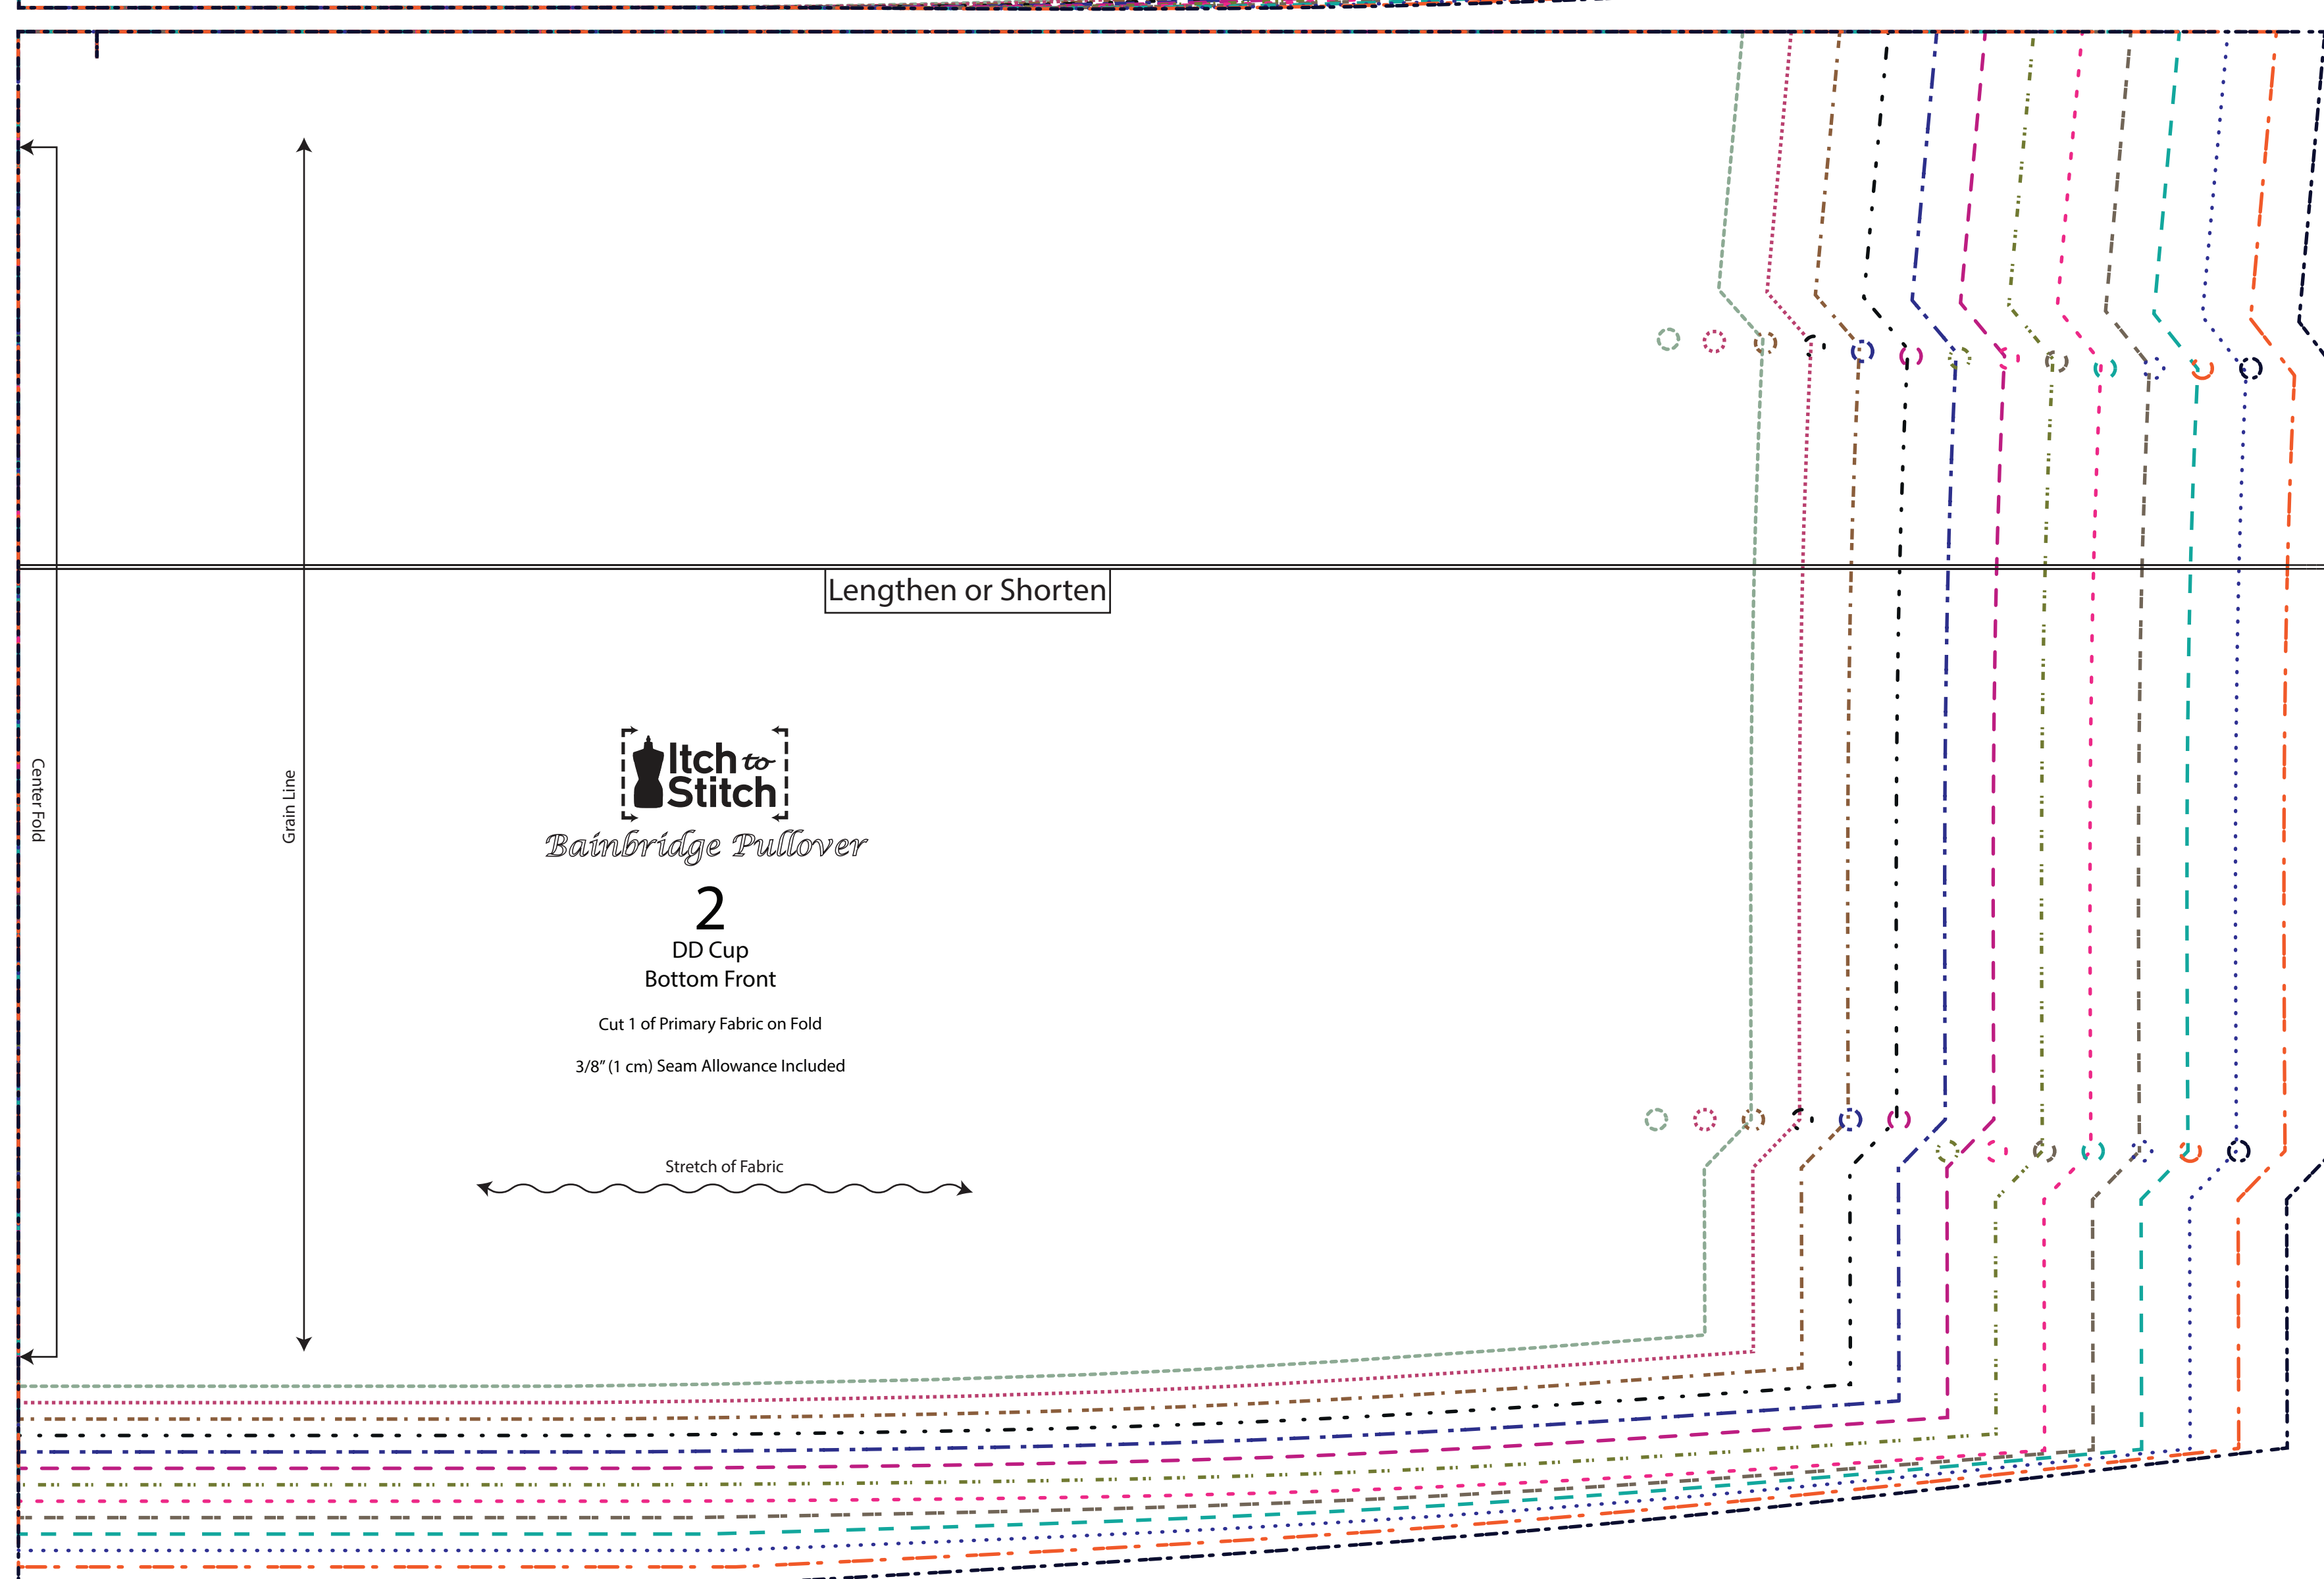 Lengthen or Shorten
Center Fold
Grain Line
Itch to
Stitch
Bainbridge Pullover
2
DD Cup
Bottom Front
Cut 1 of Primary Fabric on Fold
3/8” (1 cm) Seam Allowance Included
Stretch of Fabric